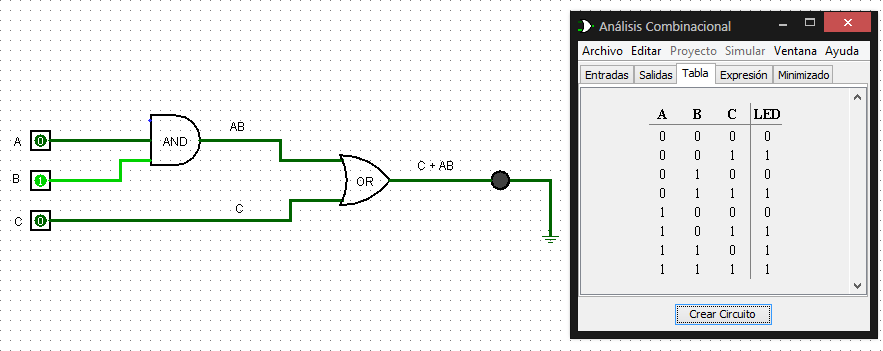 A
0
B
1
C
0
AND
AB
C
OR
C + AB
Análisis Combinacional
Archivo Editar Proyecto Simular Ventana Ayuda
Entradas Salidas Tabla Expresión Minimizado
A B C LED
0 0 0 0
0 0 1 1
0 1 0 0
0 1 1 1
1 0 0 0
1 0 1 1
1 1 0 1
1 1 1 1
Crear Circuito